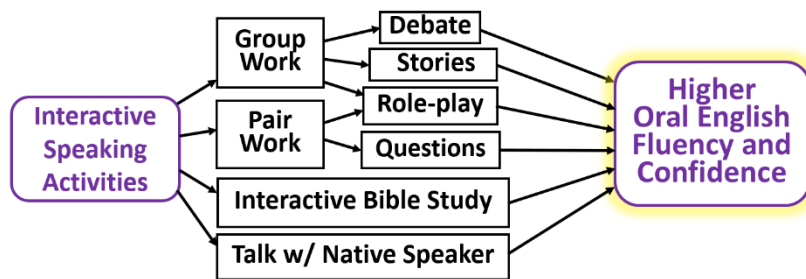 Interactive
Speaking
Activities
Group
Work
Pair
Work
Debate
Stories
Role-play
Questions
Interactive Bible Study
Talk w/ Native Speaker
Higher
Oral English
Fluency and
Confidence